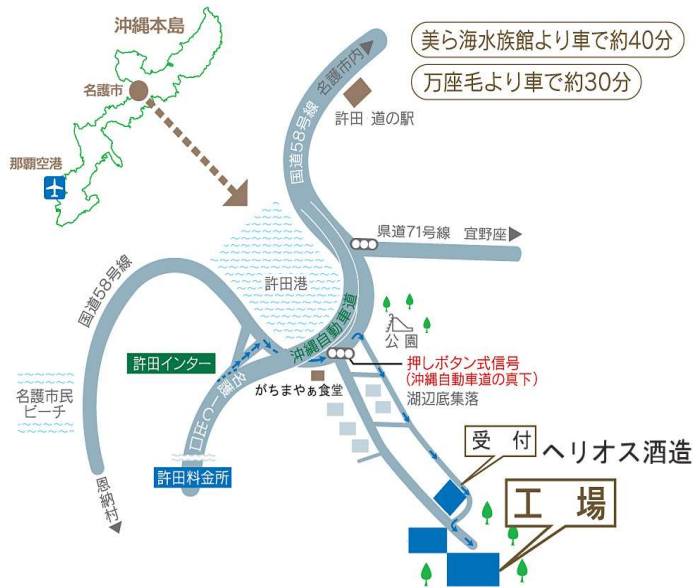 沖縄本島
名護市
那覇空港
美ら海水族館より車で約40分
万座毛より車で約30分
国道58号線 名護市内
許田 道の駅
県道71号線 宜野座
許田港
国道58号線
沖縄自動車道
公園
許田インター
押しボタン式信号
(沖縄自動車道の真下)
がちまやぁ食堂
湖辺底集落
名護市民
ビーチ
名護IC出口
許田料金所
恩納村
受付
ヘリオス酒造
工場